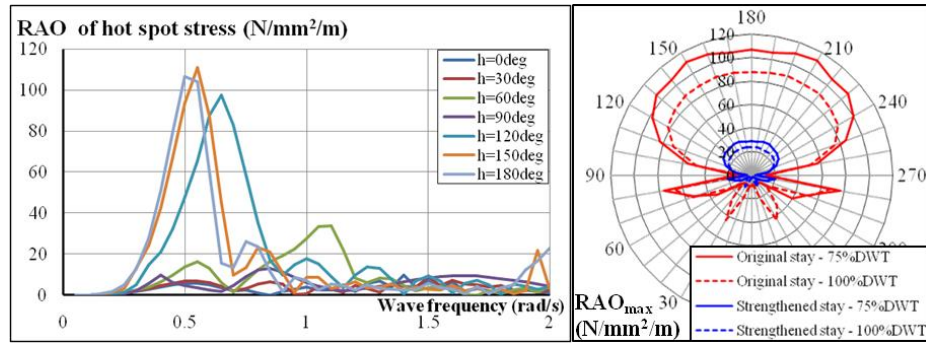 RAO of hot spot stress (N/mm²/m)
120
100
80
60
40
20
0
0
0.5
1
1.5
2
Wave frequency (rad/s)
h=0deg
h=30deg
h=60deg
h=90deg
h=120deg
h=150deg
h=180deg
180
150
210
120
240
90
270
60
30
120
100
80
60
40
RAOmax
(N/mm²/m)
Original stay - 75%DWT
Original stay - 100%DWT
Strengthened stay - 75%DWT
Strengthened stay - 100%DWT